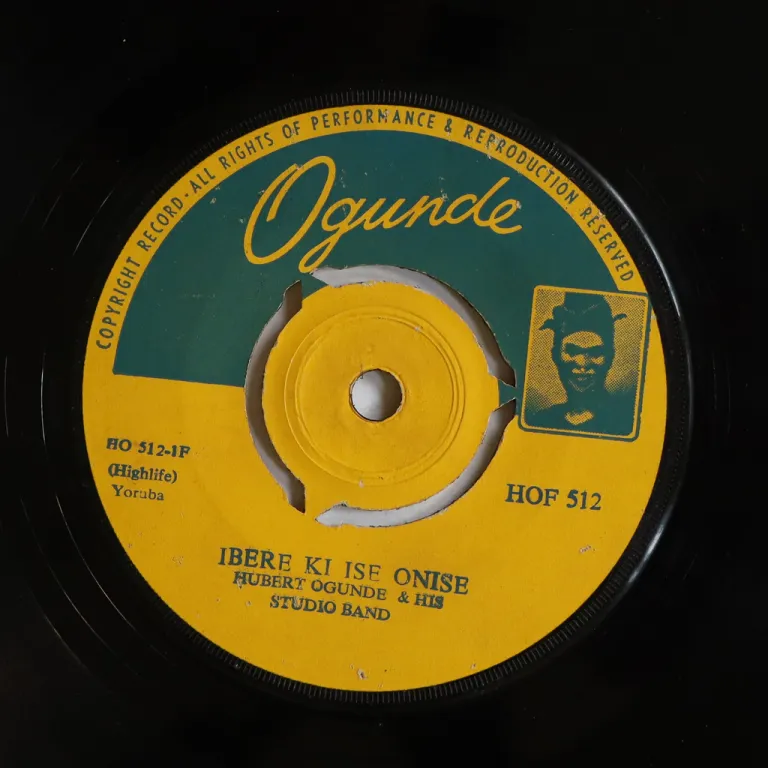 COPYRIGHT RECORD - ALL RIGHTS OF PERFORMANCE & REPRODUCTION RESERVED
Ogunde
HO 512-1F
(Highlife)
Yoruba
HOF 512
IBERE KI ISE ONISE
HUBERT OGUNDE & HIS
STUDIO BAND